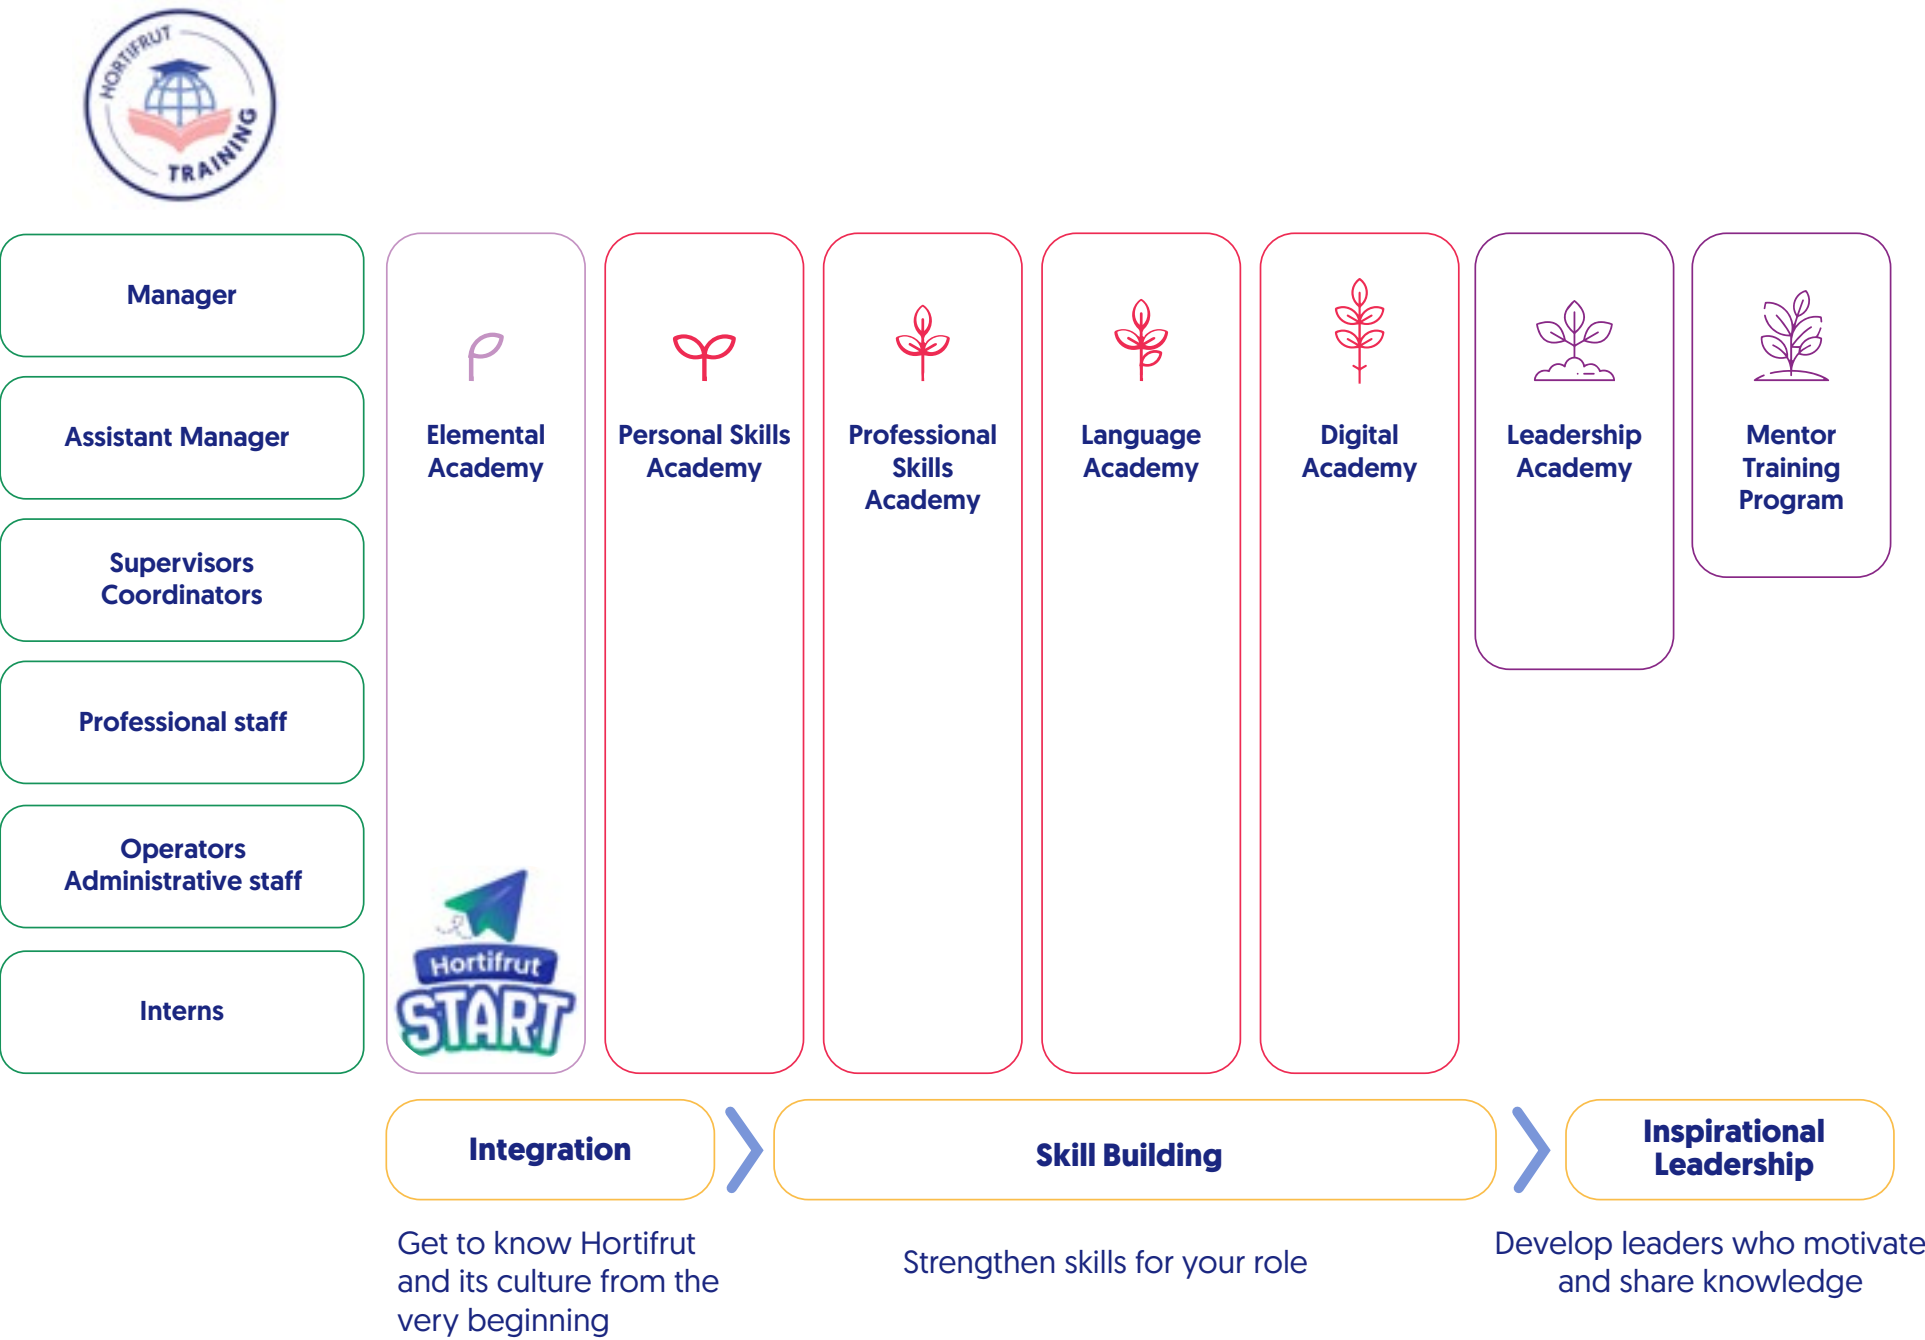 HORTIFRUT
TRAINING
Manager
Assistant Manager
Supervisors
Coordinators
Professional staff
Operators
Administrative staff
Interns
Elemental
Academy
Hortifrut
START
Personal Skills
Academy
Professional
Skills
Academy
Language
Academy
Digital
Academy
Leadership
Academy
Mentor
Training
Program
Integration
Skill Building
Inspirational
Leadership
Get to know Hortifrut
and its culture from the
very beginning
Strengthen skills for your role
Develop leaders who motivate
and share knowledge